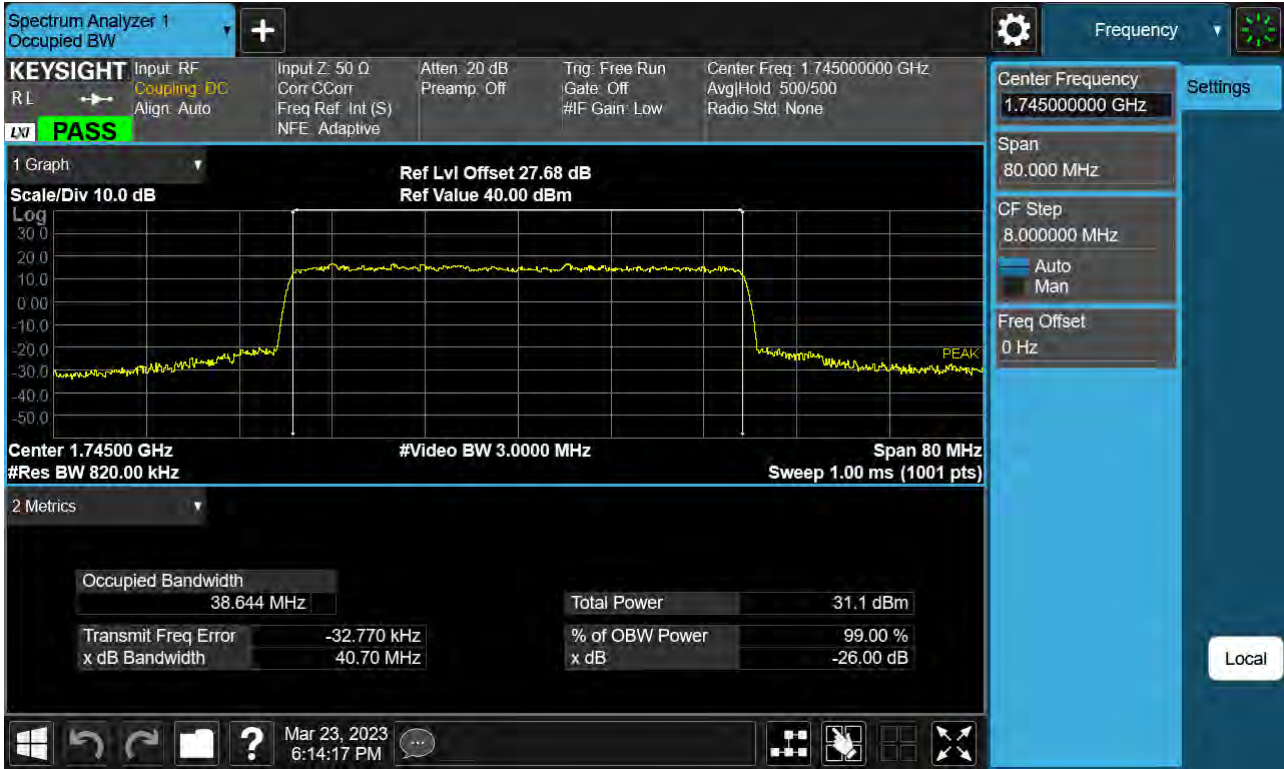 Spectrum Analyzer 1
Occupied BW
Frequency
KEYSIGHT
R L
LXI PASS
Input: RF
Coupling: DC
Align: Auto
Input Z: 50 Ω
Corr CCorr
Freq Ref: Int (S)
NFE: Adaptive
Atten: 20 dB
Preamp: Off
Trig: Free Run
Gate: Off
#IF Gain: Low
Center Freq: 1.745000000 GHz
Avg|Hold: 500/500
Radio Std: None
1 Graph
Scale/Div 10.0 dB
Ref Lvl Offset 27.68 dB
Ref Value 40.00 dBm
Log
30.0
20.0
10.0
0.00
-10.0
-20.0
-30.0
-40.0
-50.0
PEAK
Center 1.74500 GHz
#Res BW 820.00 kHz
#Video BW 3.0000 MHz
Span 80 MHz
Sweep 1.00 ms (1001 pts)
2 Metrics
Occupied Bandwidth
38.644 MHz
Total Power 31.1 dBm
Transmit Freq Error -32.770 kHz
% of OBW Power 99.00 %
x dB Bandwidth 40.70 MHz
x dB -26.00 dB
Center Frequency
1.745000000 GHz
Settings
Span
80.000 MHz
CF Step
8.000000 MHz
Auto
Man
Freq Offset
0 Hz
Local
?
Mar 23, 2023
6:14:17 PM